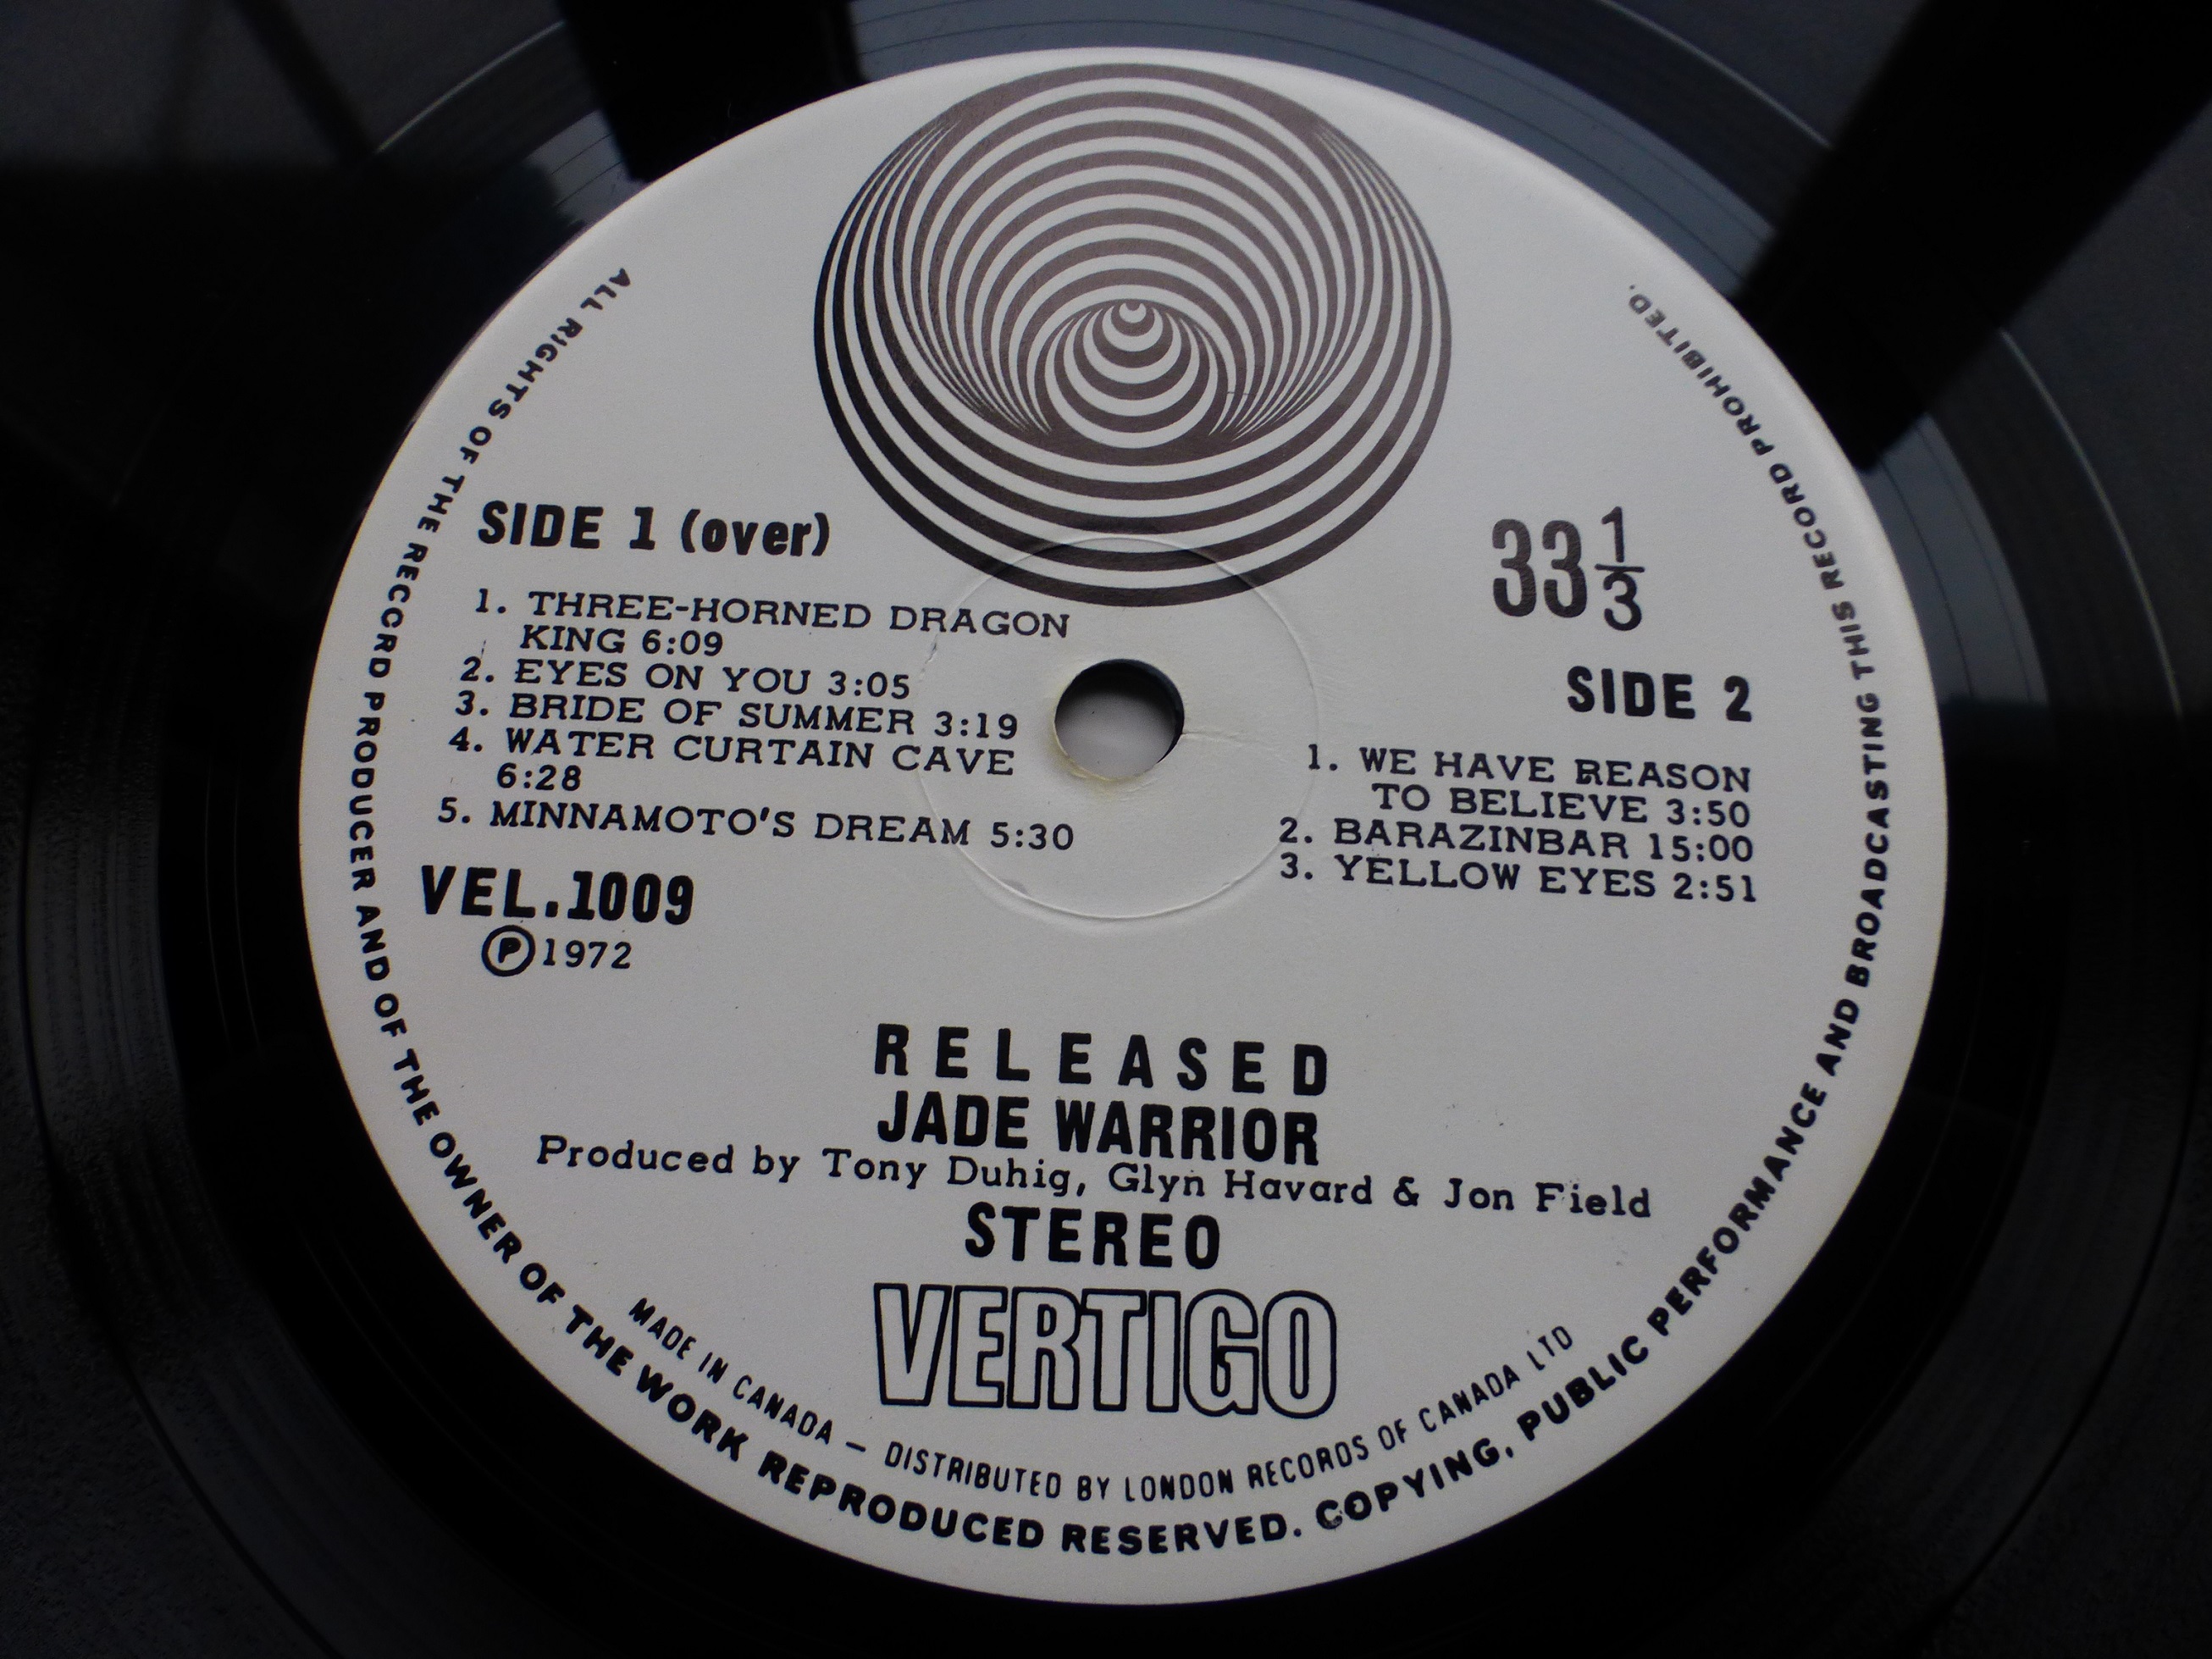 SIDE 1 (over)
1. THREE-HORNED DRAGON
KING 6:09
2. EYES ON YOU 3:05
3. BRIDE OF SUMMER 3:19
4. WATER CURTAIN CAVE
6:28
5. MINNAMOTO'S DREAM 5:30
VEL.1009
Ⓟ1972
33 1/3
SIDE 2
1. WE HAVE REASON
TO BELIEVE 3:50
2. BARAZINBAR 15:00
3. YELLOW EYES 2:51
RELEASED
JADE WARRIOR
Produced by Tony Duhig, Glyn Havard & Jon Field
STEREO
VERTIGO
MADE IN CANADA — DISTRIBUTED BY LONDON RECORDS OF CANADA LTD
ALL RIGHTS OF THE RECORD PRODUCER AND OF THE OWNER OF THE WORK REPRODUCED RESERVED. COPYING, PUBLIC PERFORMANCE AND BROADCASTING THIS RECORD PROHIBITED.